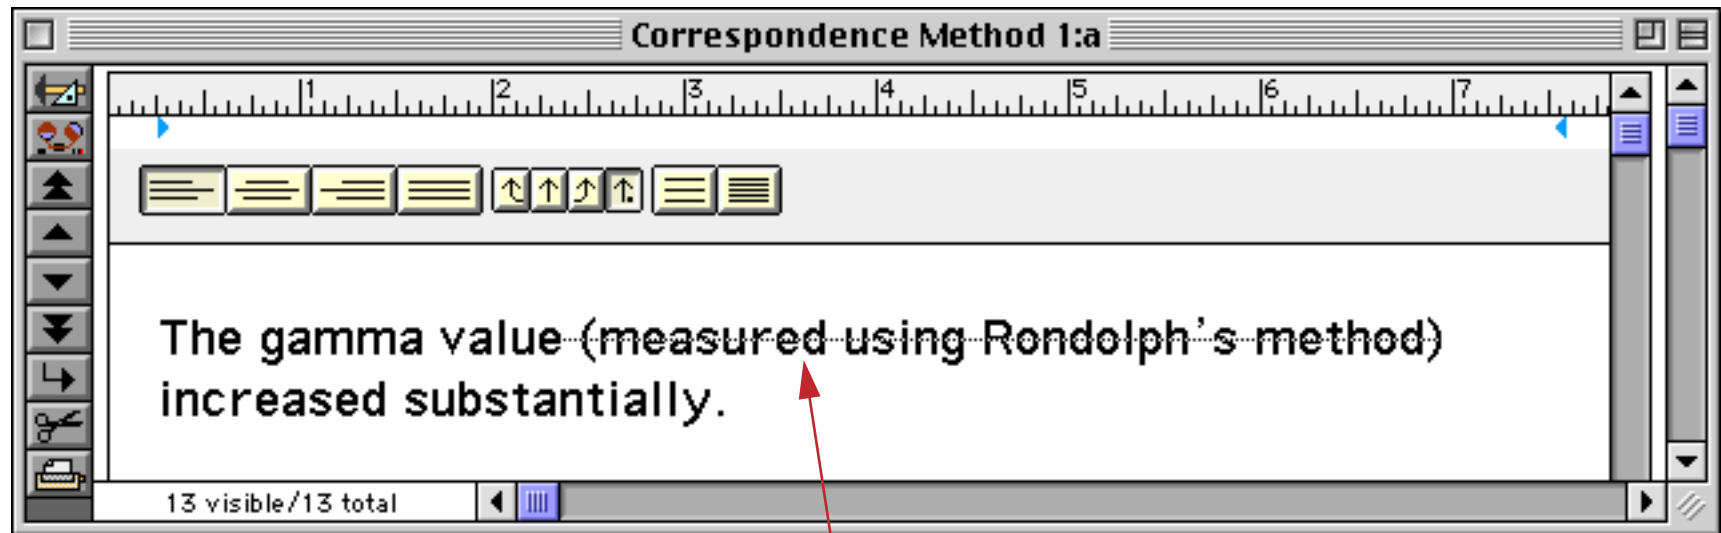 Correspondence Method 1:a
1 2 3 4 5 6 7
The gamma value (measured using Rondolph's method)
increased substantially.
13 visible/13 total